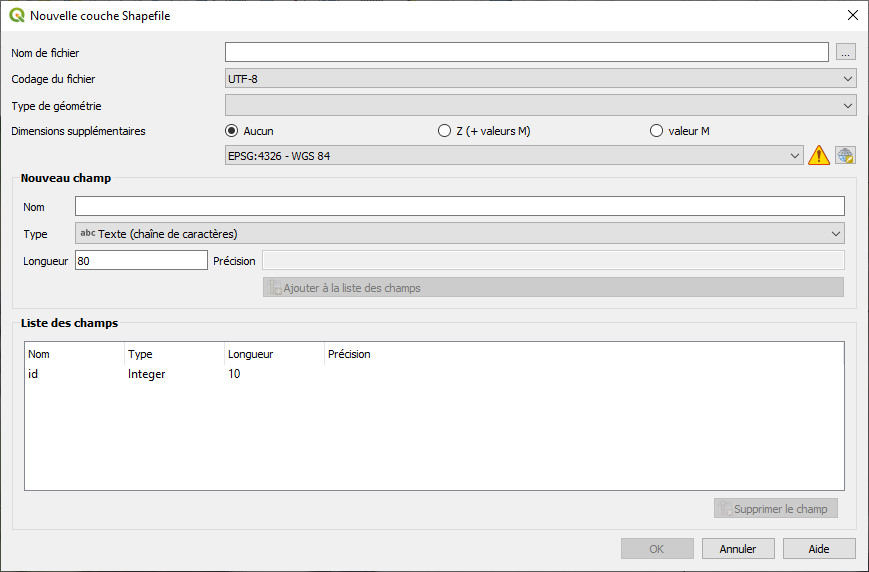 Nouvelle couche Shapefile
Nom de fichier
...
Codage du fichier UTF-8
Type de géométrie
Dimensions supplémentaires Aucun Z (+ valeurs M) valeur M
EPSG:4326 - WGS 84
Nouveau champ
Nom
Type abc Texte (chaîne de caractères)
Longueur 80 Précision
Ajouter à la liste des champs
Liste des champs
Nom Type Longueur Précision
id Integer 10
Supprimer le champ
OK Annuler Aide